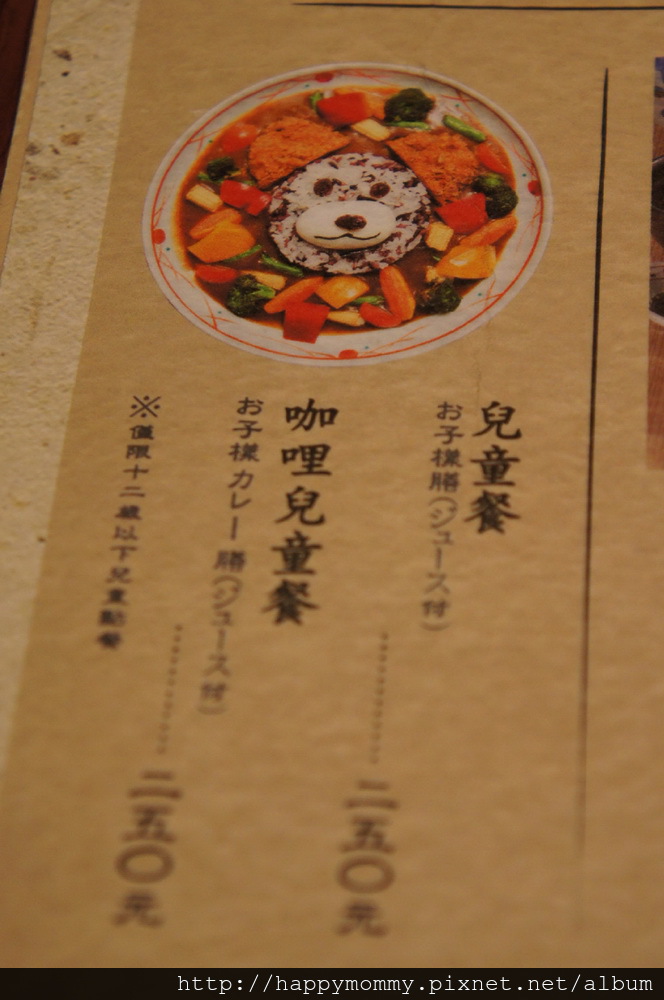 兒童餐
お子様膳(ジュース付)
二五〇元
咖哩兒童餐
お子様カレー膳(ジュース付)
二五〇元
※僅限十二歲以下兒童點餐
http://happymommy.pixnet.net/album